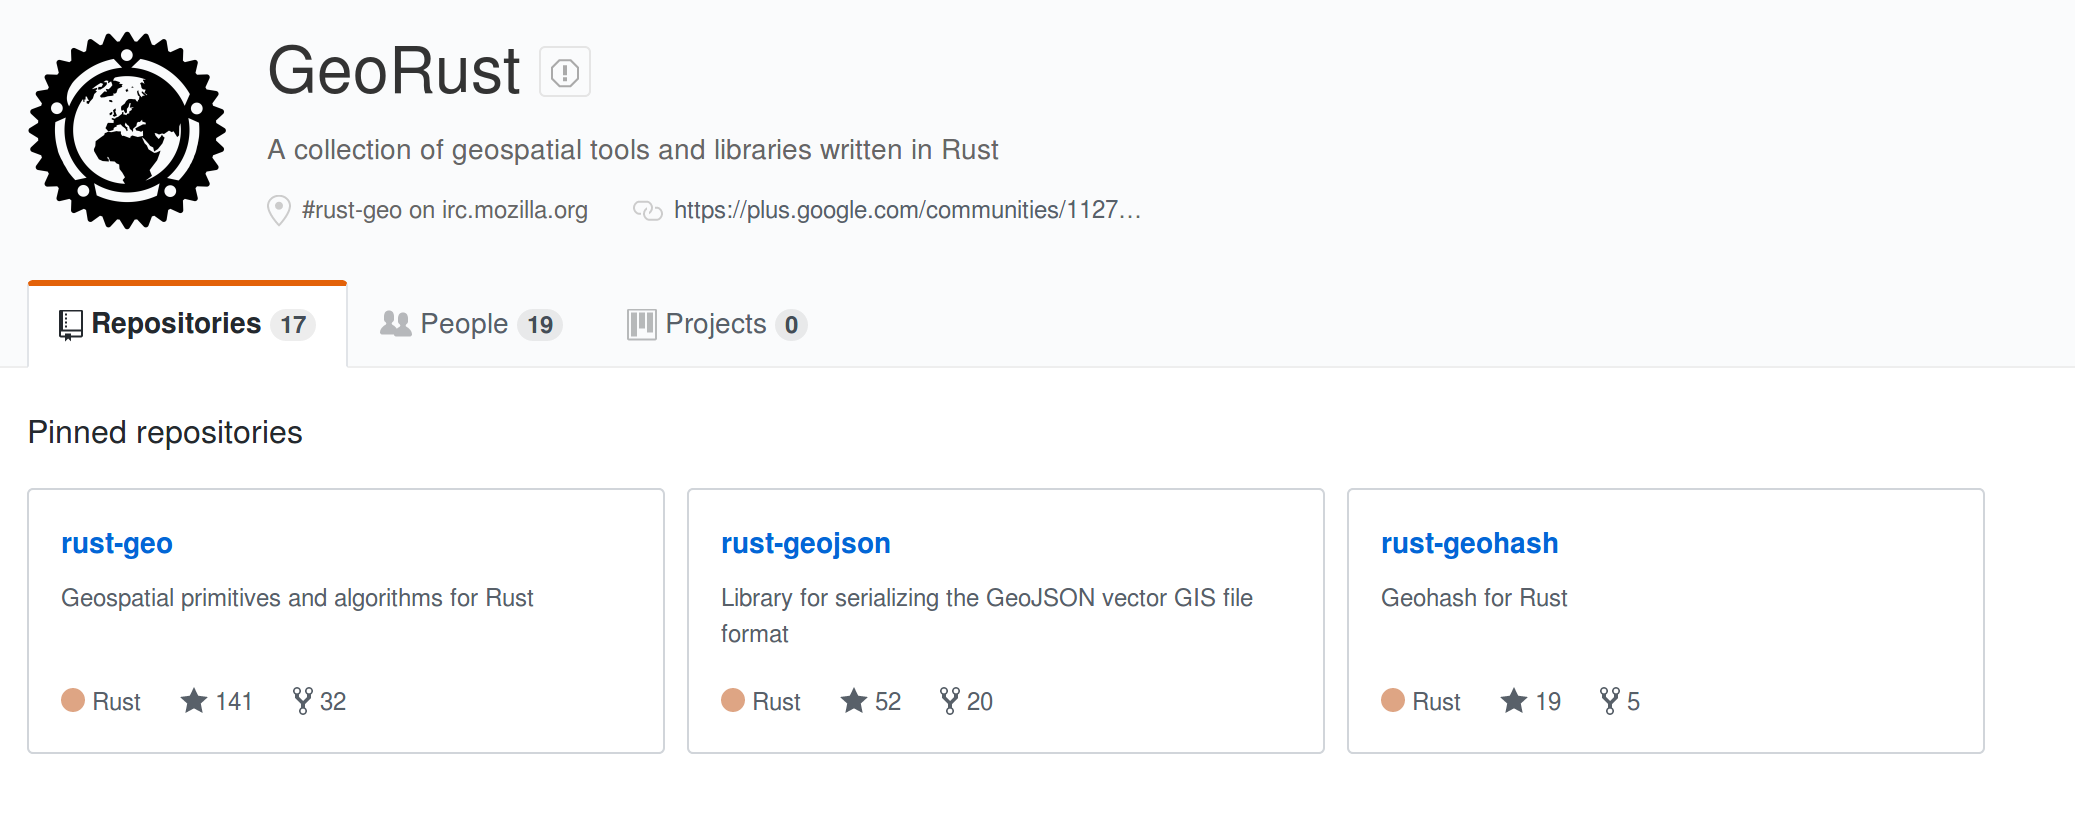 GeoRust
A collection of geospatial tools and libraries written in Rust
#rust-geo on irc.mozilla.org https://plus.google.com/communities/1127…
Repositories 17 People 19 Projects 0
Pinned repositories
rust-geo
Geospatial primitives and algorithms for Rust
Rust 141 32
rust-geojson
Library for serializing the GeoJSON vector GIS file
format
Rust 52 20
rust-geohash
Geohash for Rust
Rust 19 5